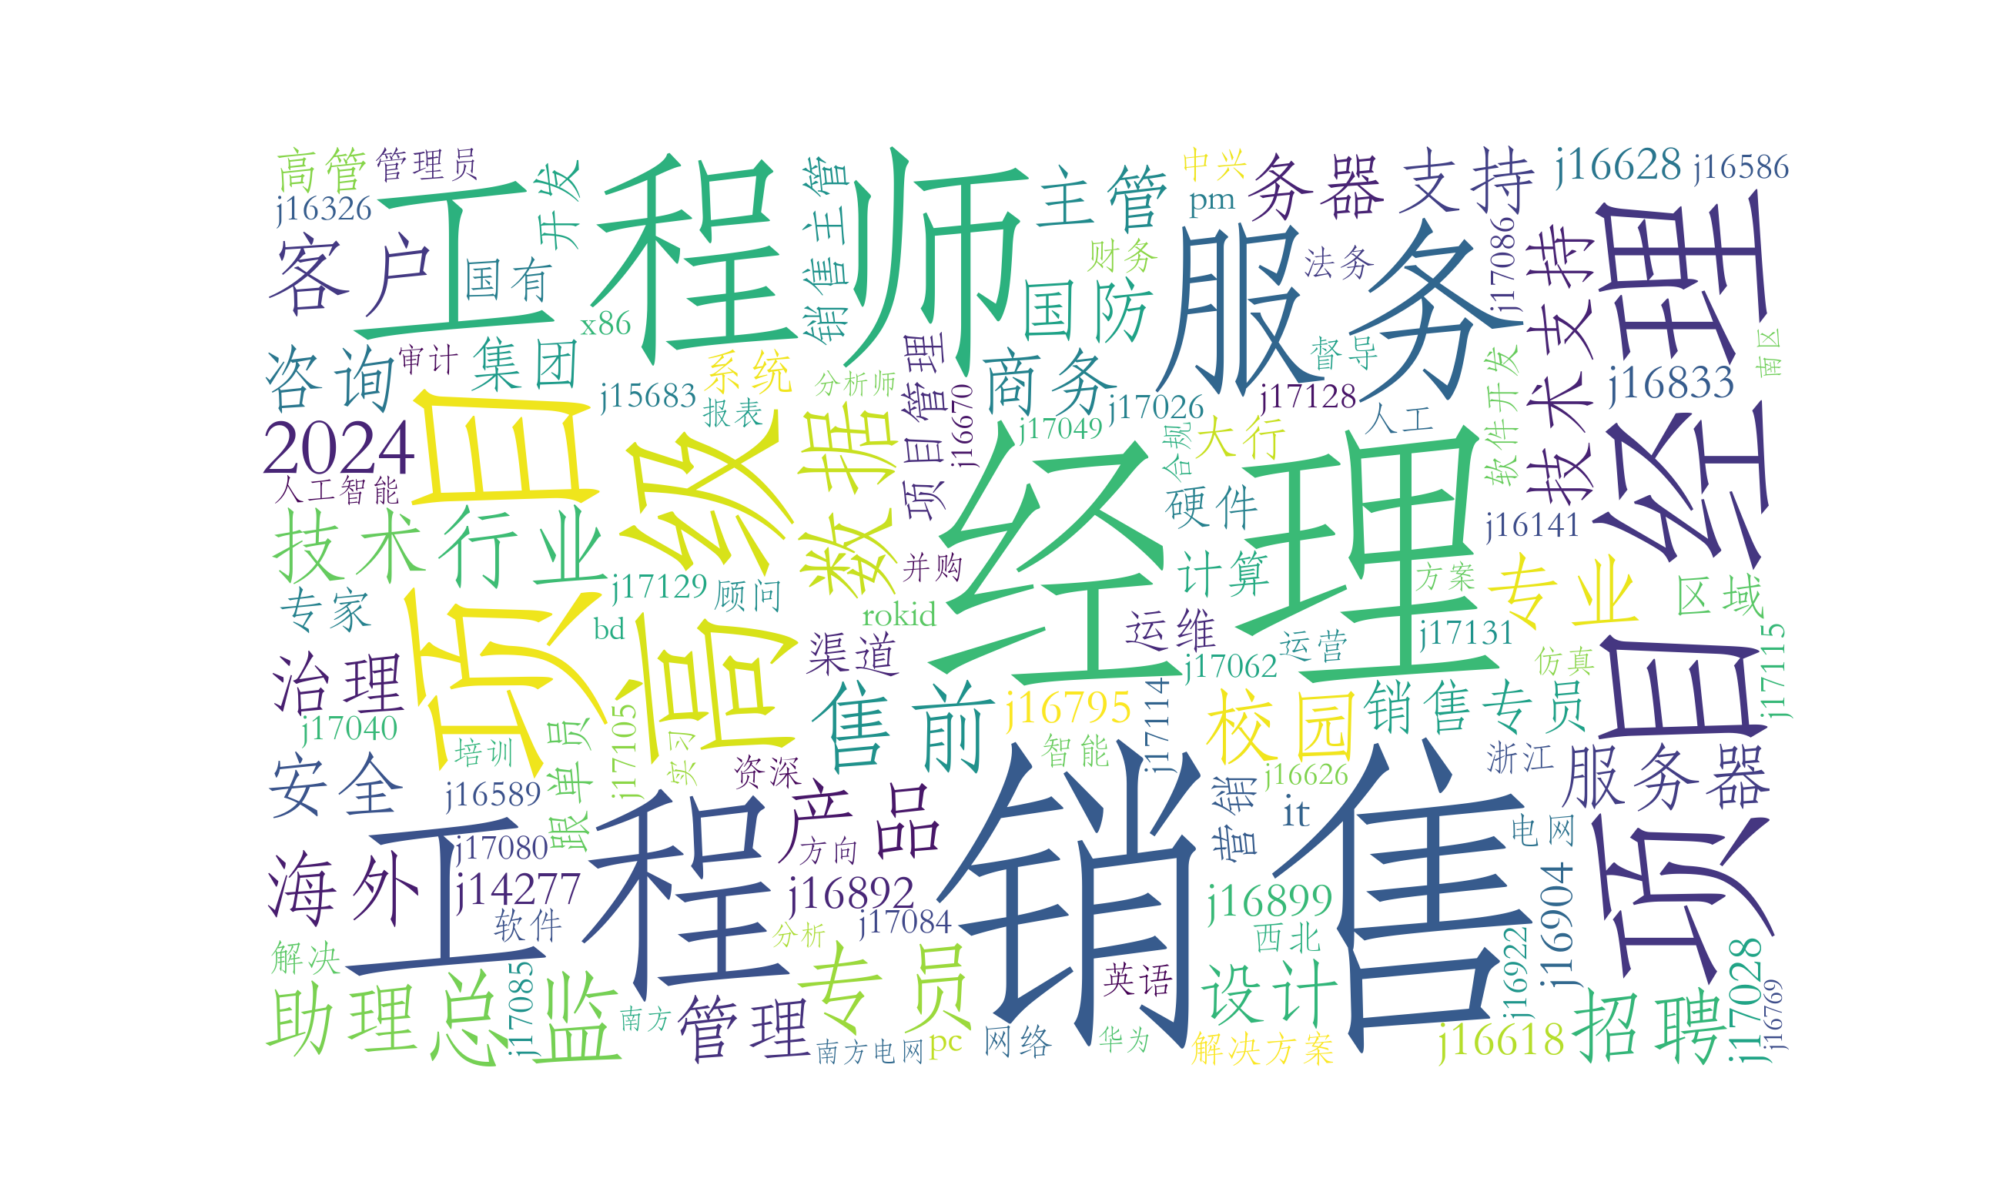 高管
管理员
j16326
工程师
开发
销售主管
主管
中兴
pm
务器
支持
j16628
j16586
客户
国有
x86
财务
国防
服务
法务
j17086
技术支持
项目经理
咨询
审计
集团
j15683
系统
报表
分析师
商务
j17026
督导
j17128
j16833
南区
2024
人工智能
项目
高级
数据
项目管理
j16670
j17049
合规
大行
人工
软件开发
j16141
经理
硬件
技术
行业
j17129
顾问
并购
计算
方案
专业
区域
专家
bd
rokid
渠道
运维
j17062
运营
j17131
仿真
j17115
治理
j17040
培训
跟单员
j17105
实习
资深
售前
j16795
智能
j17114
校园
j16626
销售专员
浙江
服务器
安全
j16589
工程
产品
方向
销售
营销
it
电网
海外
j17080
j14277
软件
j16892
j17084
分析
j16899
西北
j16922
j16904
解决
助理
总监
j17085
南方
管理
专员
南方电网
pc
网络
英语
华为
设计
解决方案
j16618
招聘
j17028
j16769